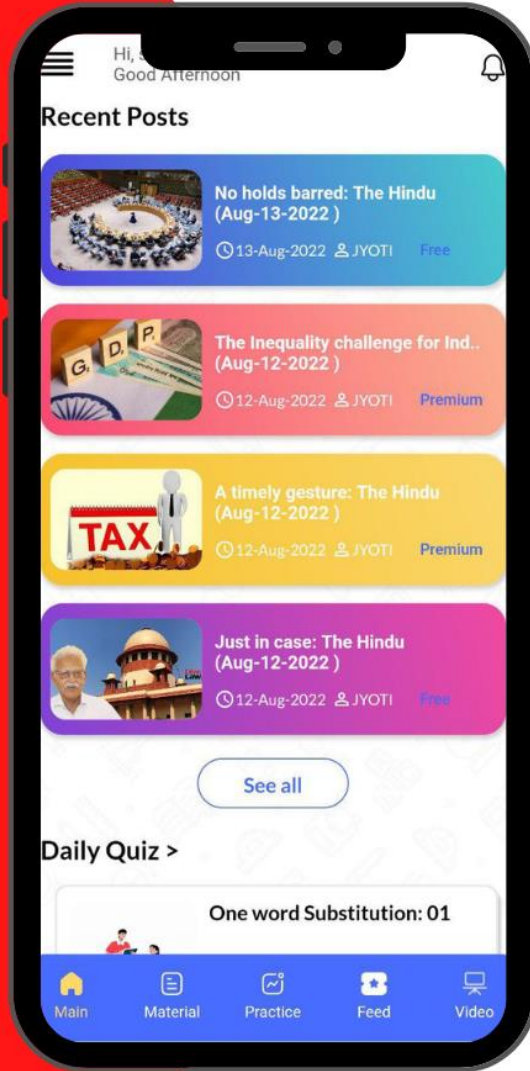 Hi,
Good Afternoon
Recent Posts
No holds barred: The Hindu
(Aug-13-2022 )
13-Aug-2022 JYOTI Free
GDP
The Inequality challenge for Ind..
(Aug-12-2022 )
12-Aug-2022 JYOTI Premium
TAX
A timely gesture: The Hindu
(Aug-12-2022 )
12-Aug-2022 JYOTI Premium
Just in case: The Hindu
(Aug-12-2022 )
12-Aug-2022 JYOTI Free
See all
Daily Quiz >
One word Substitution: 01
Main Material Practice Feed Video